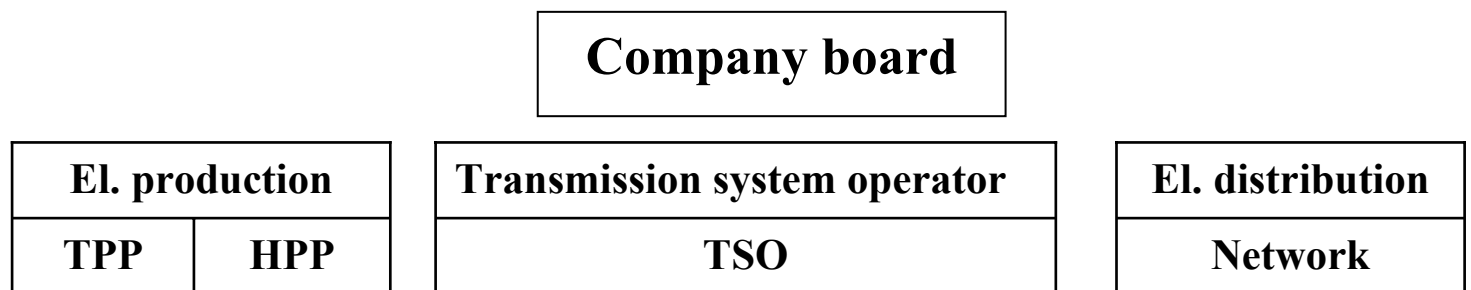 Company board
El. production
Transmission system operator
El. distribution
TPP
HPP
TSO
Network